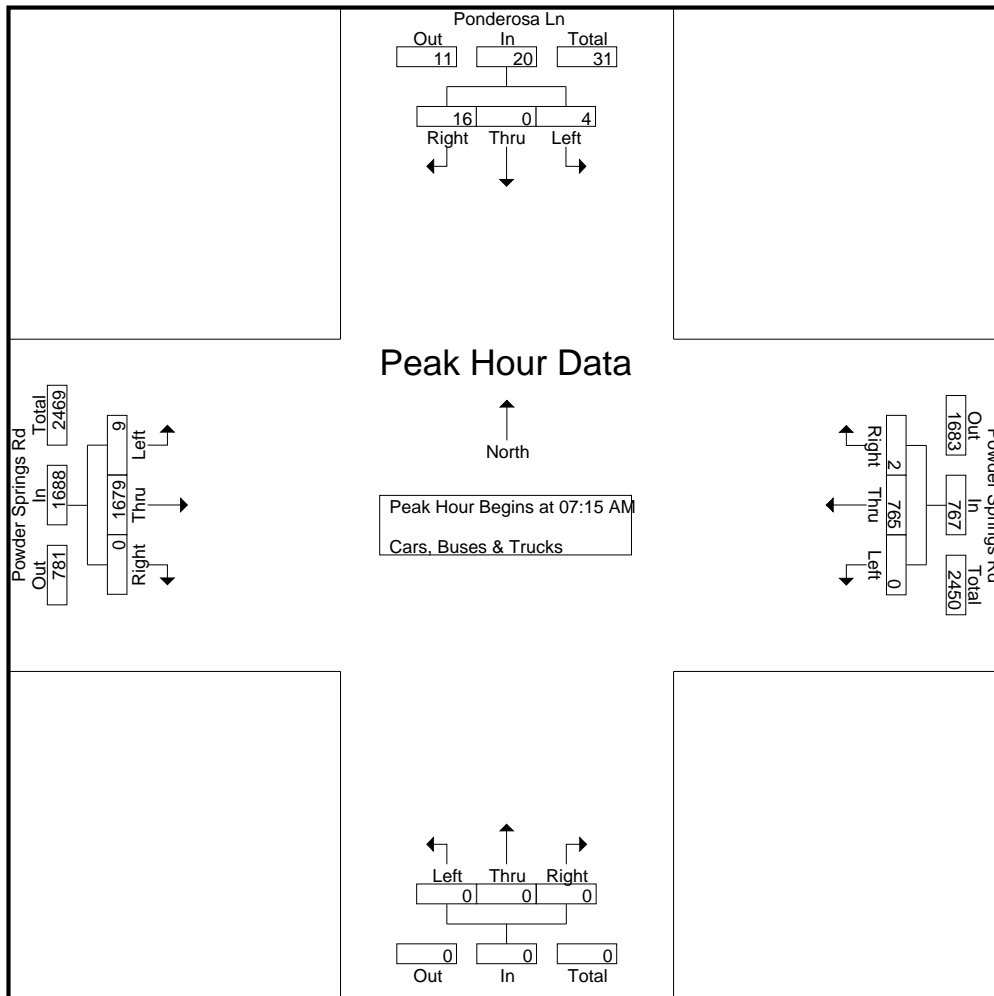 Ponderosa Ln
Out In Total
11 20 31
16 0 4
Right Thru Left
Peak Hour Data
North
Peak Hour Begins at 07:15 AM
Cars, Buses & Trucks
Powder Springs Rd
Out In Total
781 1688 2469
9 1679 0
Left Thru Right
Powder Springs Rd
Out In Total
1683 767 2450
2 765 0
Right Thru Left
Left Thru Right
0 0 0
0 0 0
Out In Total